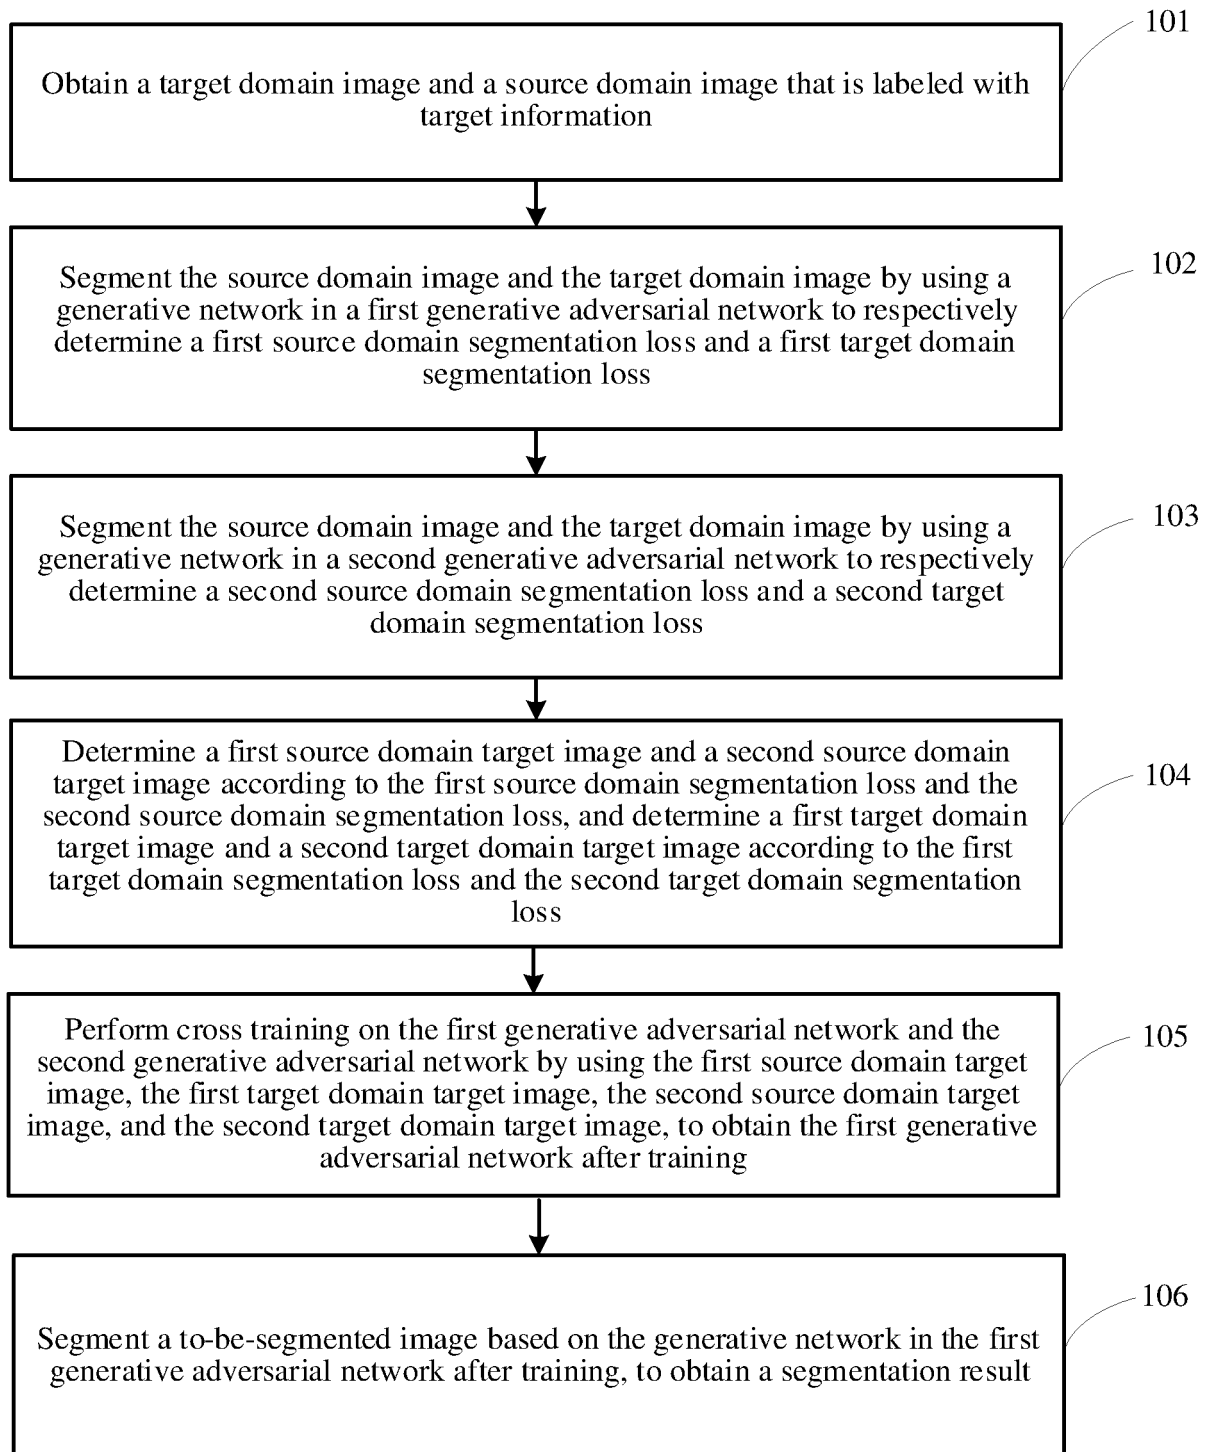 101
Obtain a target domain image and a source domain image that is labeled with
target information
102
Segment the source domain image and the target domain image by using a
generative network in a first generative adversarial network to respectively
determine a first source domain segmentation loss and a first target domain
segmentation loss
103
Segment the source domain image and the target domain image by using a
generative network in a second generative adversarial network to respectively
determine a second source domain segmentation loss and a second target
domain segmentation loss
104
Determine a first source domain target image and a second source domain
target image according to the first source domain segmentation loss and the
second source domain segmentation loss, and determine a first target domain
target image and a second target domain target image according to the first
target domain segmentation loss and the second target domain segmentation
loss
105
Perform cross training on the first generative adversarial network and the
second generative adversarial network by using the first source domain target
image, the first target domain target image, the second source domain target
image, and the second target domain target image, to obtain the first generative
adversarial network after training
106
Segment a to-be-segmented image based on the generative network in the first
generative adversarial network after training, to obtain a segmentation result